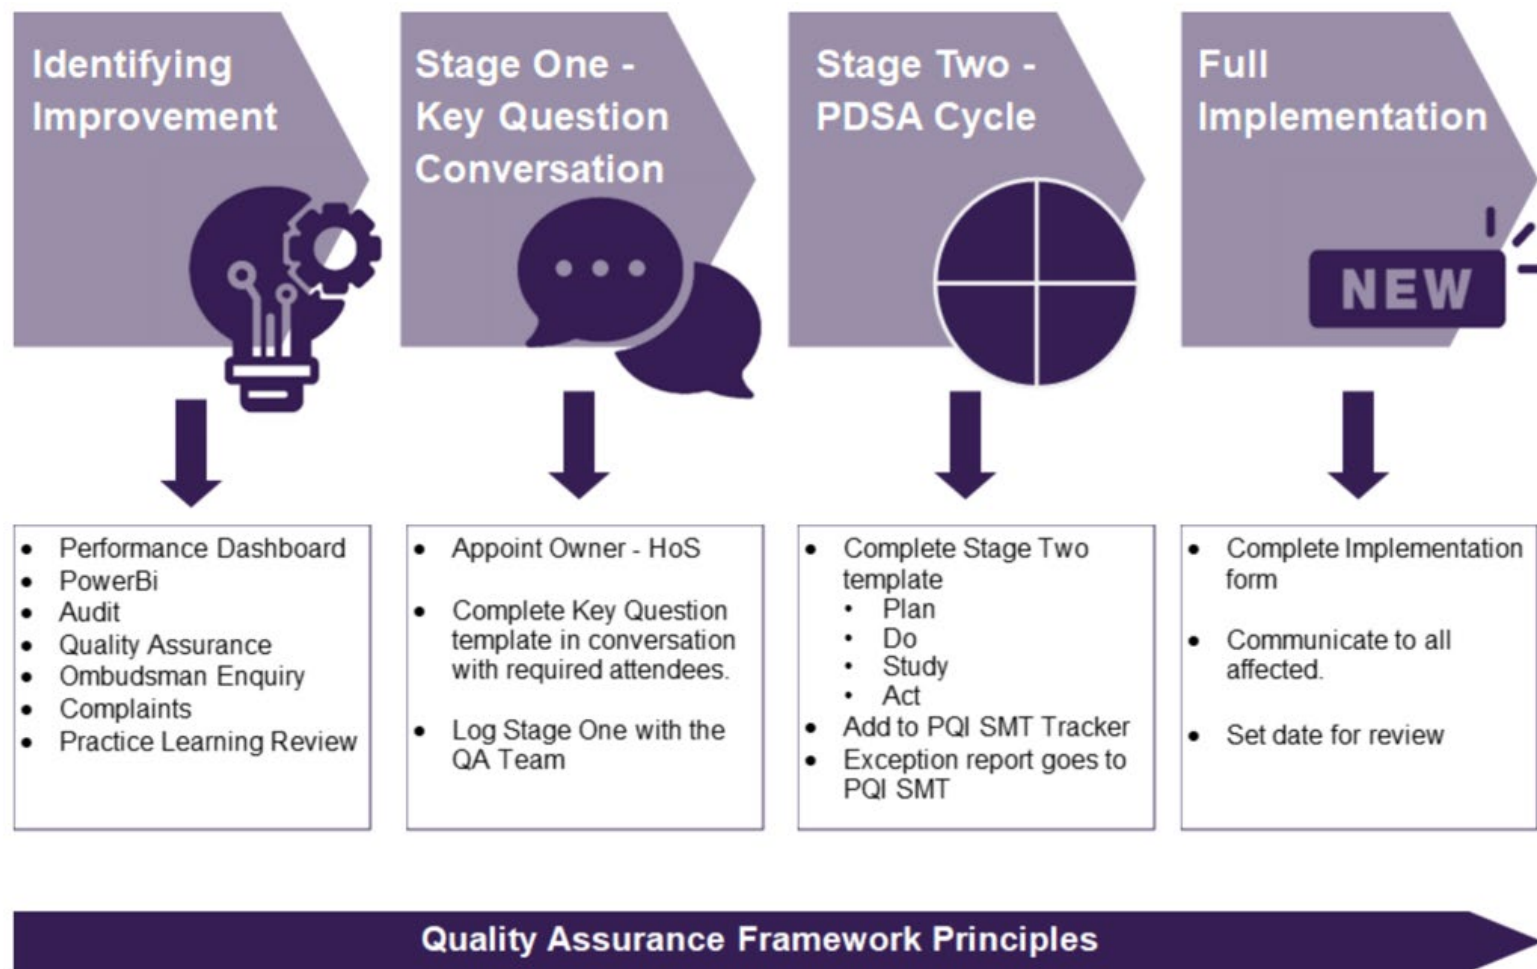 Identifying
Improvement
Stage One -
Key Question
Conversation
Stage Two -
PDSA Cycle
Full
Implementation
NEW
• Performance Dashboard
• PowerBi
• Audit
• Quality Assurance
• Ombudsman Enquiry
• Complaints
• Practice Learning Review
• Appoint Owner - HoS
• Complete Key Question
template in conversation
with required attendees.
• Log Stage One with the
QA Team
• Complete Stage Two
template
• Plan
• Do
• Study
• Act
• Add to PQI SMT Tracker
• Exception report goes to
PQI SMT
• Complete Implementation
form
• Communicate to all
affected.
• Set date for review
Quality Assurance Framework Principles